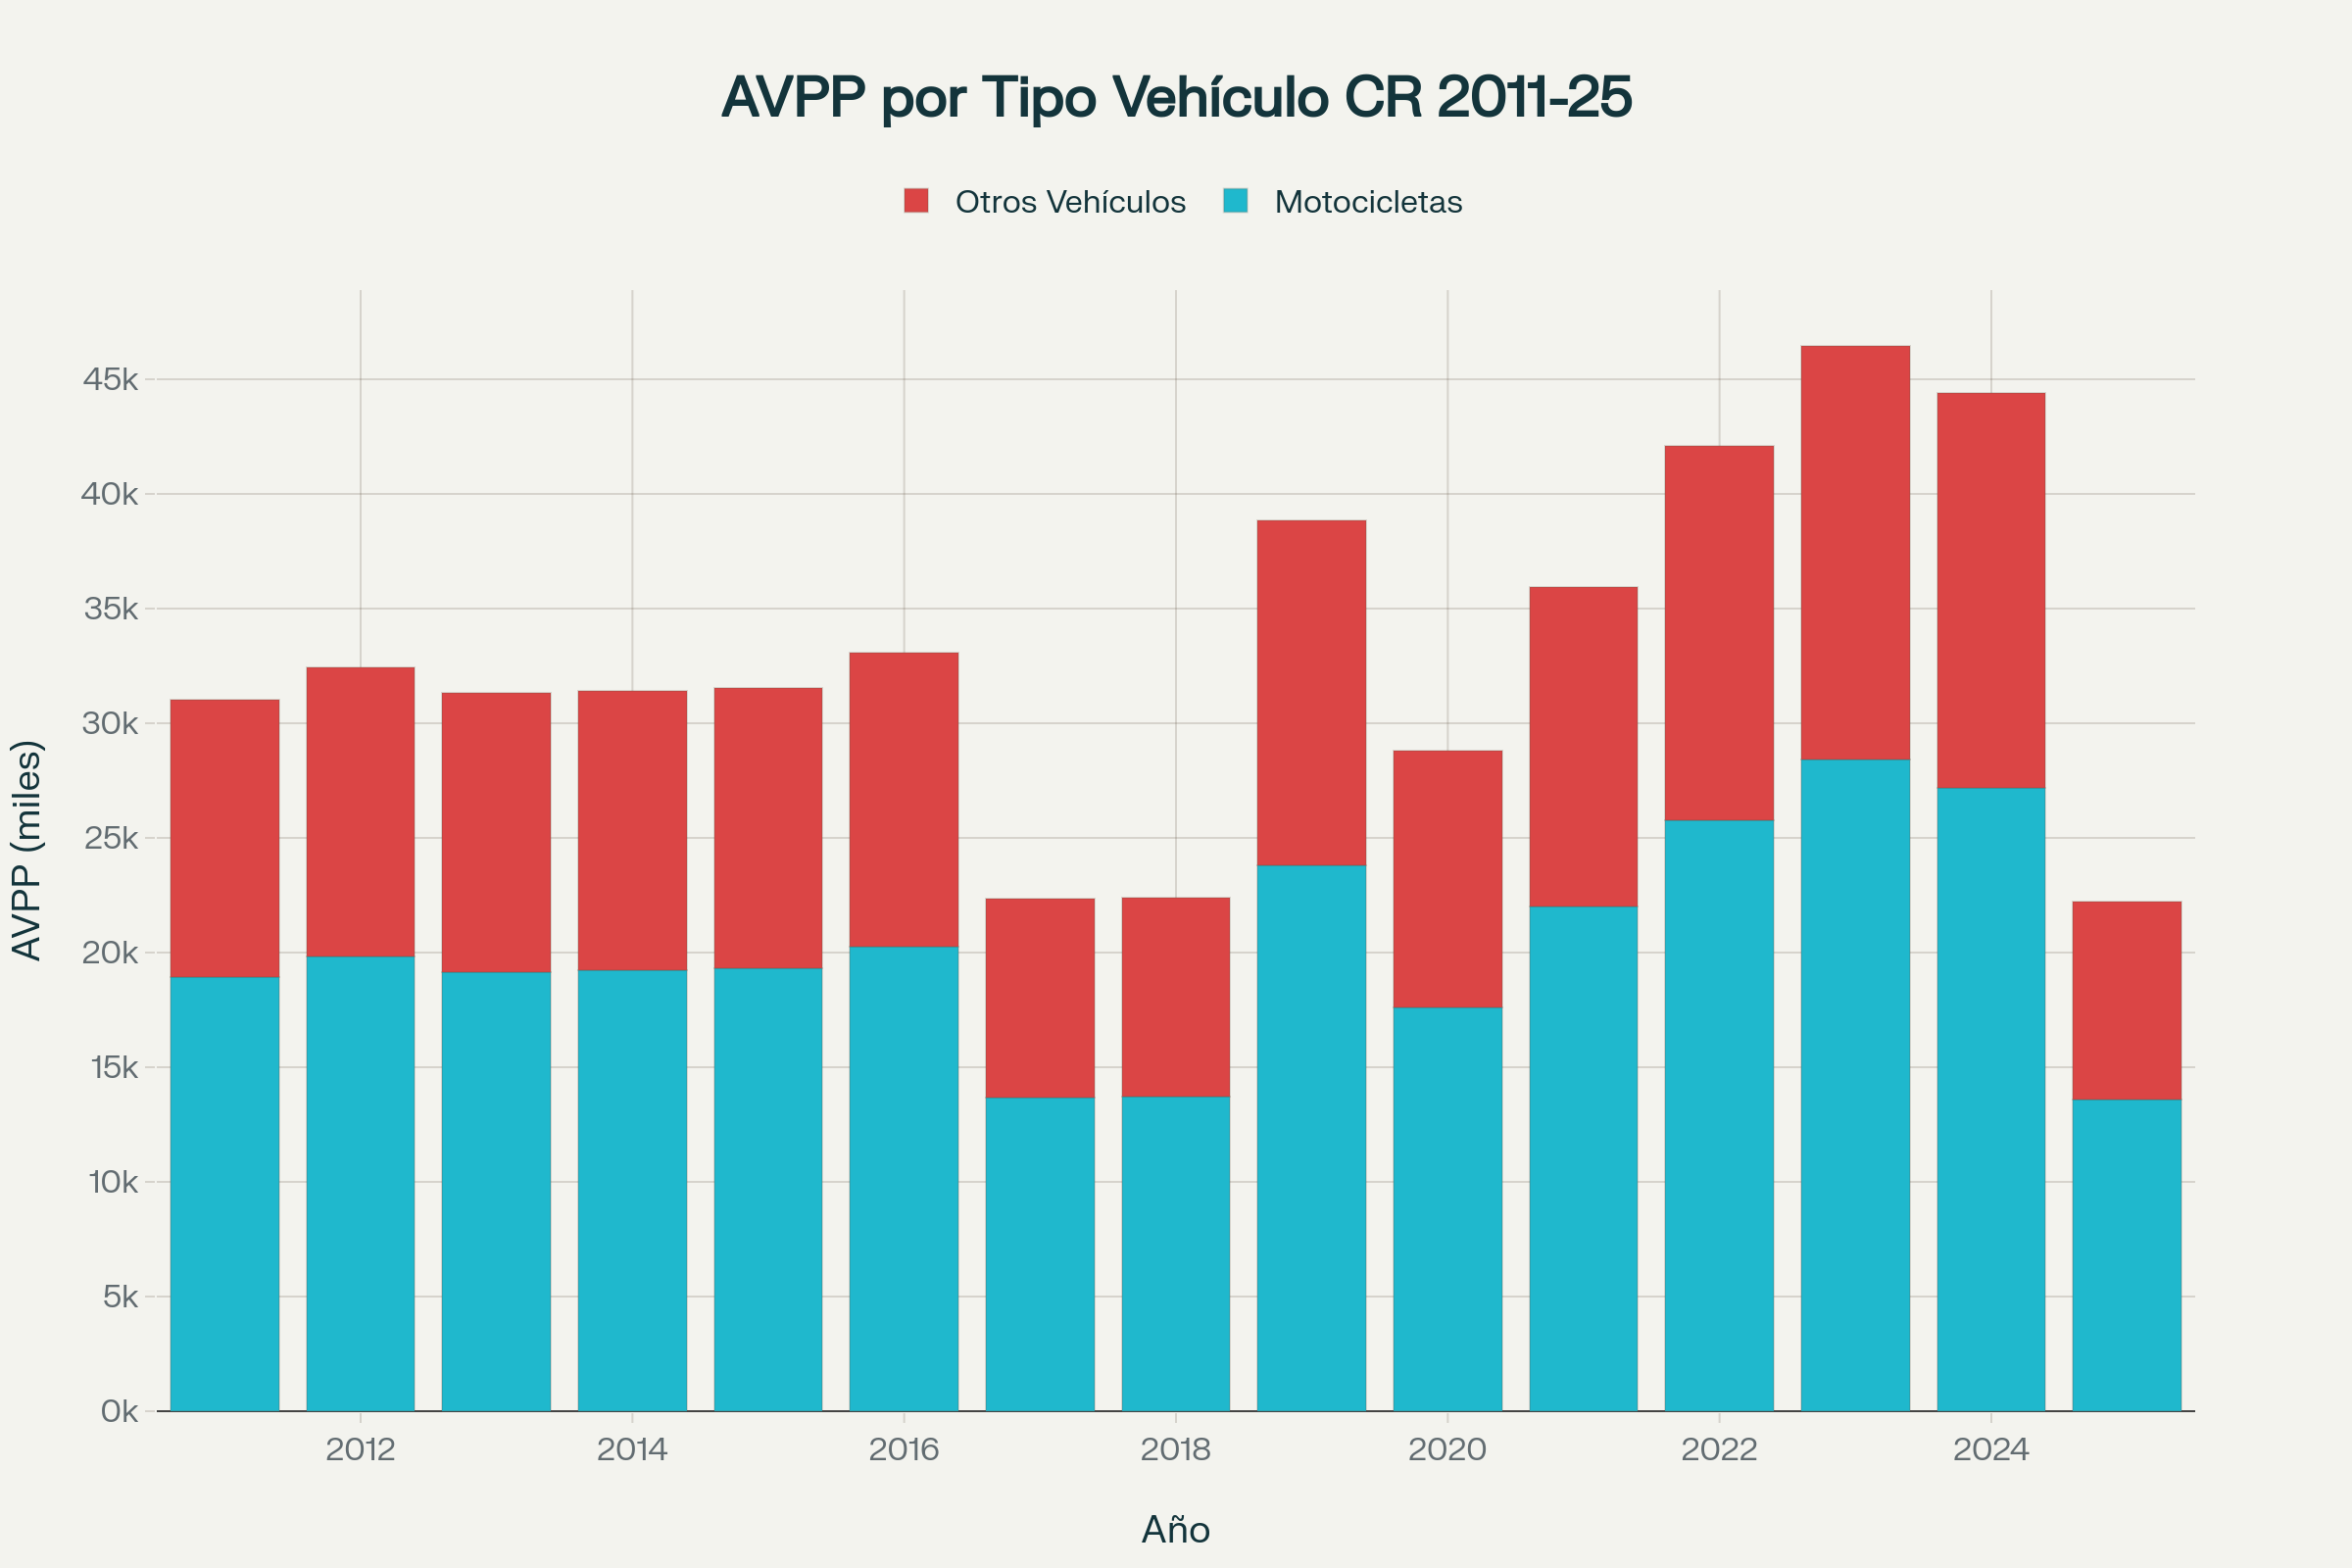 AVPP por Tipo Vehículo CR 2011-25
Otros Vehículos
Motocicletas
AVPP (miles)
45k
40k
35k
30k
25k
20k
15k
10k
5k
0k
2012
2014
2016
2018
2020
2022
2024
Año